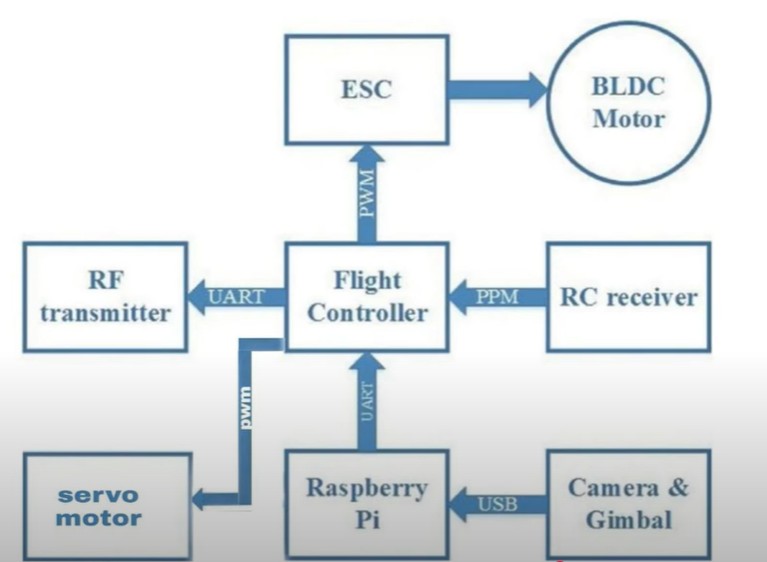 ESC
BLDC
Motor
PWM
RF
transmitter
UART
Flight
Controller
PPM
RC receiver
pwm
UART
servo
motor
Raspberry
Pi
USB
Camera &
Gimbal